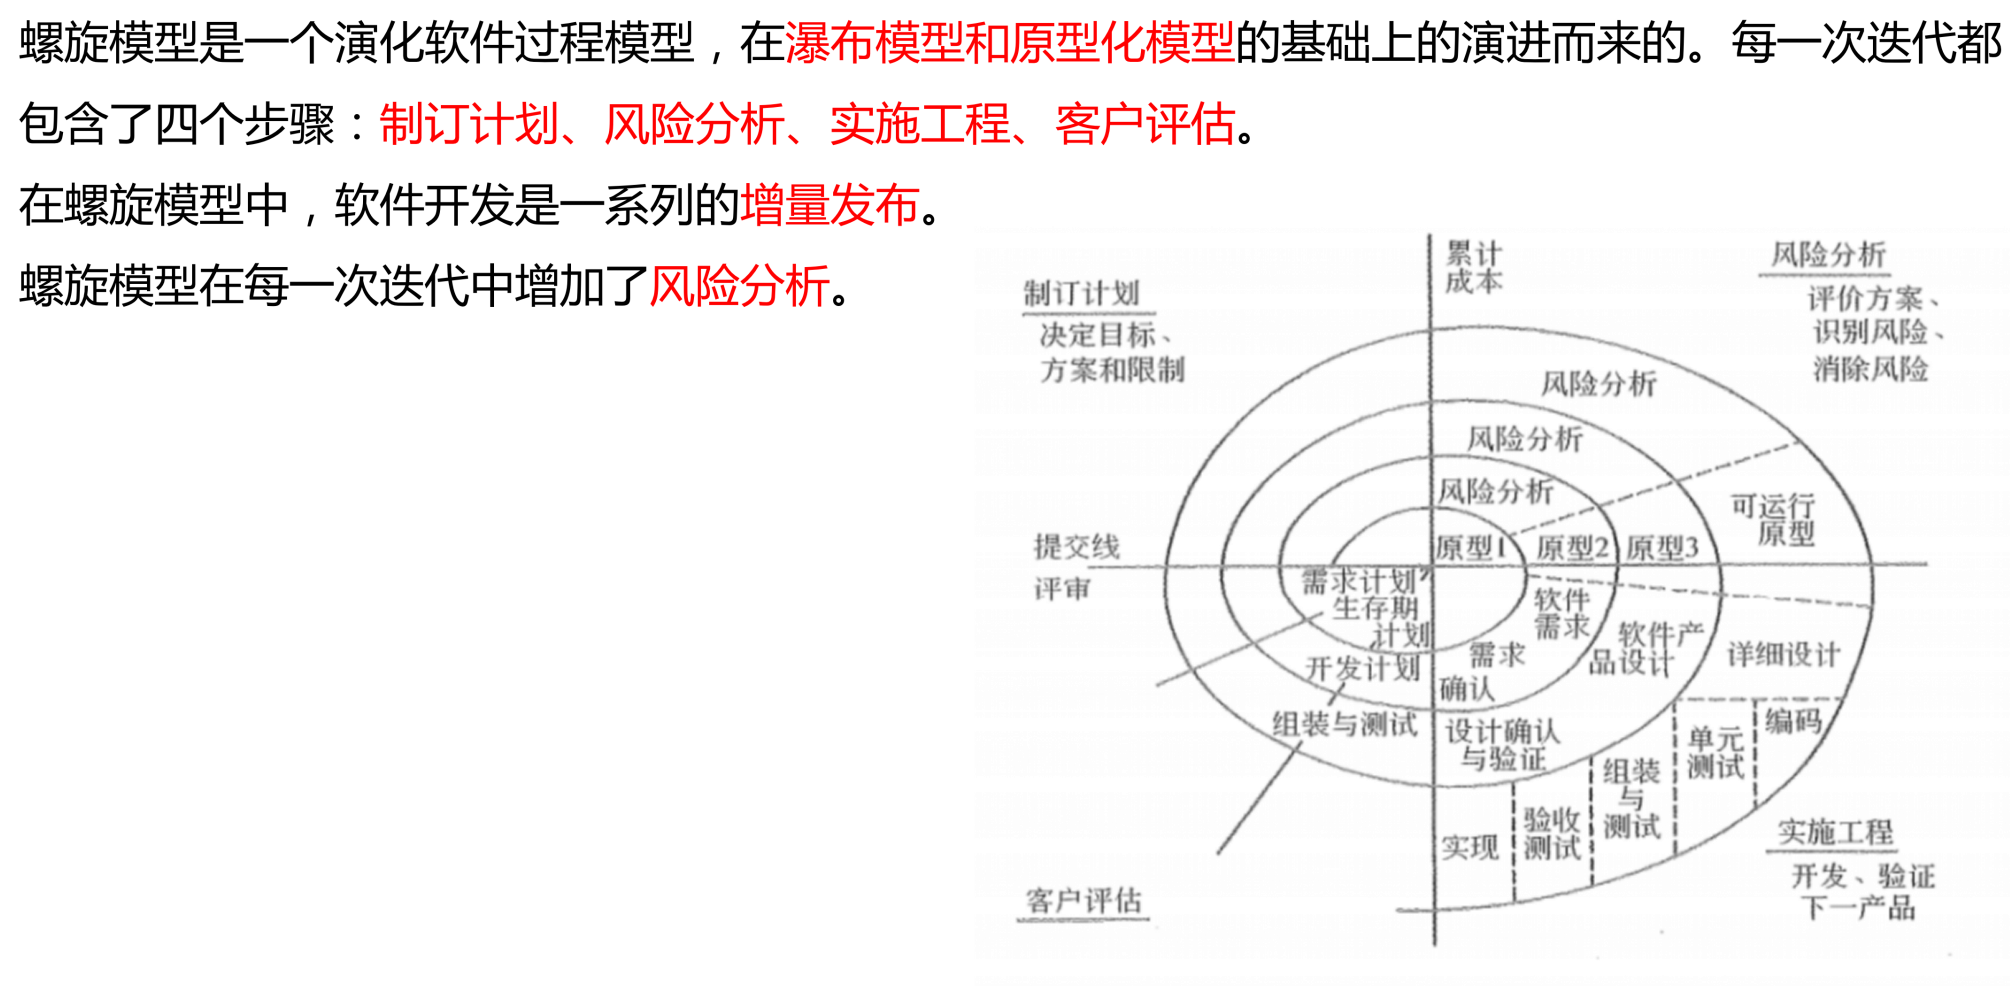 螺旋模型是一个演化软件过程模型，在瀑布模型和原型化模型的基础上的演进而来的。每一次迭代都
包含了四个步骤：制订计划、风险分析、实施工程、客户评估。
在螺旋模型中，软件开发是一系列的增量发布。
螺旋模型在每一次迭代中增加了风险分析。
累计
成本
风险分析
评价方案、
识别风险、
消除风险
制订计划
决定目标、
方案和限制
风险分析
风险分析
风险分析
可运行
原型
提交线
评审
原型1
原型2
原型3
需求计划
生存期
计划
软件
需求
需求
确认
软件产
品设计
详细设计
开发计划
组装与测试
设计确认
与验证
编码
单元
测试
组装
与
测试
验收
测试
实现
实施工程
开发、验证
下一产品
客户评估